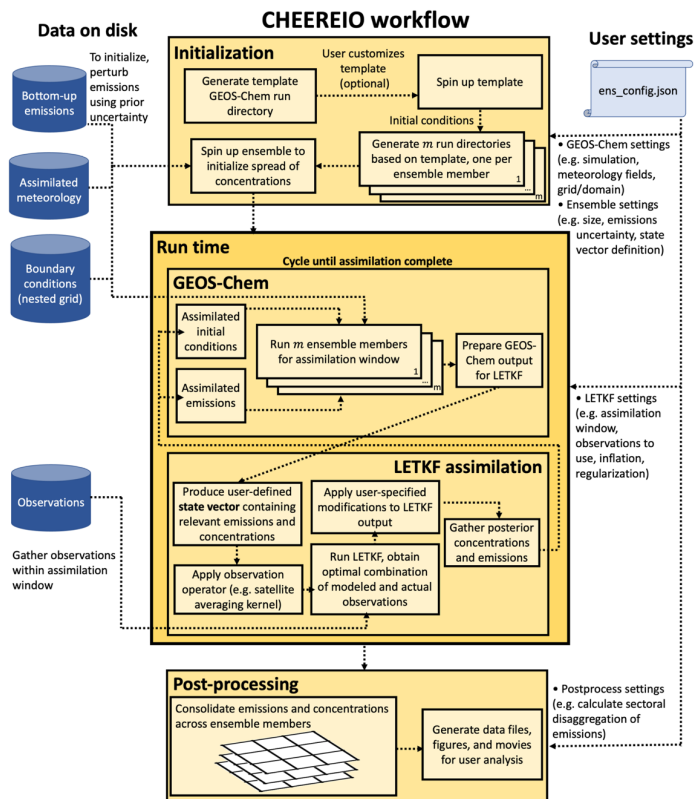 CHEEREIO workflow
Data on disk
User settings
Bottom-up
emissions
Assimilated
meteorology
Boundary
conditions
(nested grid)
Observations
Gather observations
within assimilation
window
To initialize,
perturb
emissions
using prior
uncertainty
Initialization
Generate template
GEOS-Chem run
directory
User customizes
template
(optional)
Spin up template
Initial conditions
Generate m run directories
based on template, one per
ensemble member
1
...
m
Spin up ensemble to
initialize spread of
concentrations
ens_config.json
• GEOS-Chem settings
(e.g. simulation,
meteorology fields,
grid/domain)
• Ensemble settings
(e.g. size, emissions
uncertainty, state
vector definition)
Run time
Cycle until assimilation complete
GEOS-Chem
Assimilated
initial
conditions
Assimilated
emissions
Run m ensemble members
for assimilation window
1
...
m
Prepare GEOS-
Chem output
for LETKF
• LETKF settings
(e.g. assimilation
window,
observations to
use, inflation,
regularization)
LETKF assimilation
Produce user-defined
state vector containing
relevant emissions and
concentrations
Apply observation
operator (e.g. satellite
averaging kernel)
Apply user-specified
modifications to LETKF
output
Run LETKF, obtain
optimal combination
of modeled and actual
observations
Gather posterior
concentrations
and emissions
Post-processing
Consolidate emissions and concentrations
across ensemble members
Generate data files,
figures, and movies
for user analysis
• Postprocess settings
(e.g. calculate sectoral
disaggregation of
emissions)